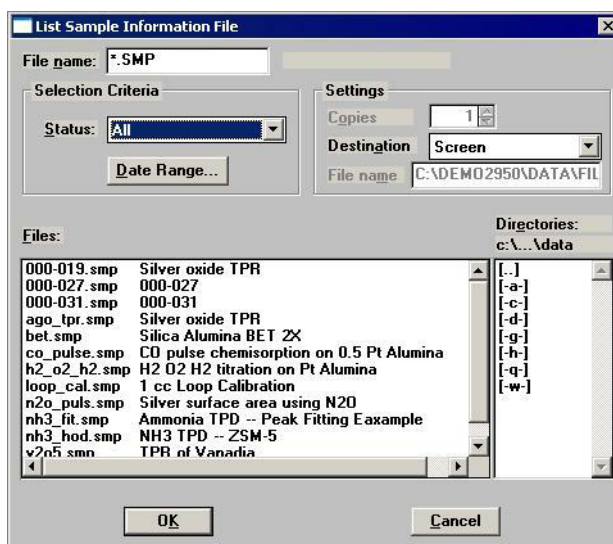 List Sample Information File
File name: *.SMP
Selection Criteria
Status: All
Date Range...
Settings
Copies 1
Destination Screen
File name C:\DEMO2950\DATA\FIL
Files:
000-019.smp Silver oxide TPR
000-027.smp 000-027
000-031.smp 000-031
ago_tpr.smp Silver oxide TPR
bet.smp Silica Alumina BET 2X
co_pulse.smp CO pulse chemisorption on 0.5 Pt Alumina
h2_o2_h2.smp H2 O2 H2 titration on Pt Alumina
loop_cal.smp 1 cc Loop Calibration
n2o_puls.smp Silver surface area using N2O
nh3_fit.smp Ammonia TPD -- Peak Fitting Eaxample
nh3_hod.smp NH3 TPD -- ZSM-5
v2o5.smp TPR of Vanadia
Directories:
c:\...\data
[..]
[-a-]
[-c-]
[-d-]
[-g-]
[-h-]
[-q-]
[-w-]
OK
Cancel